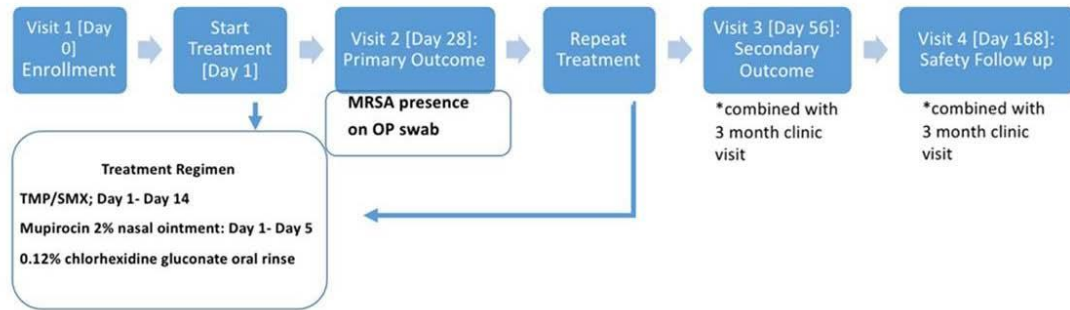 Visit 1 [Day
0]
Enrollment
Start
Treatment
[Day 1]
Visit 2 [Day 28]:
Primary Outcome
Repeat
Treatment
Visit 3 [Day 56]:
Secondary
Outcome
Visit 4 [Day 168]:
Safety Follow up
MRSA presence
on OP swab
*combined with
3 month clinic
visit
*combined with
3 month clinic
visit
Treatment Regimen
TMP/SMX; Day 1- Day 14
Mupirocin 2% nasal ointment: Day 1- Day 5
0.12% chlorhexidine gluconate oral rinse